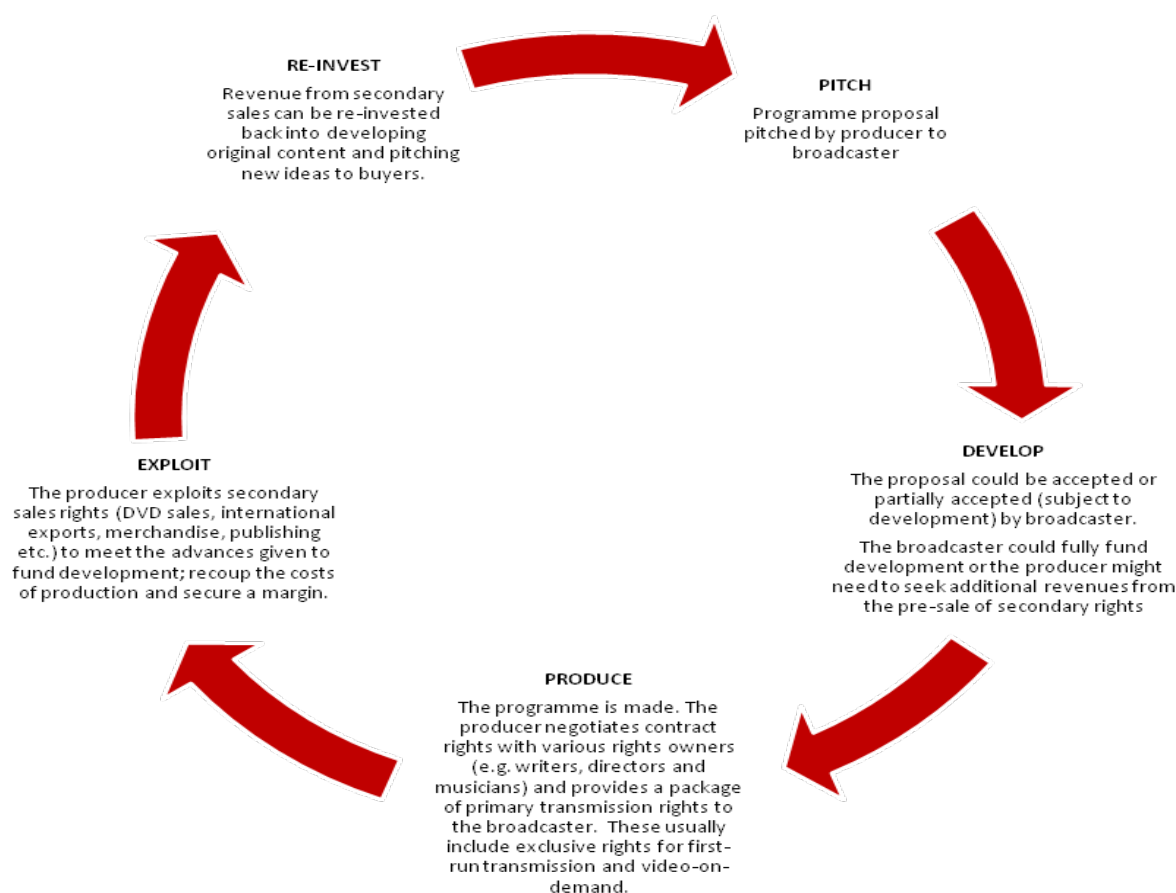 RE-INVEST
Revenue from secondary
sales can be re-invested
back into developing
original content and pitching
new ideas to buyers.
PITCH
Programme proposal
pitched by producer to
broadcaster
DEVELOP
The proposal could be accepted or
partially accepted (subject to
development) by broadcaster.
The broadcaster could fully fund
development or the producer might
need to seek additional revenues from
the pre-sale of secondary rights
PRODUCE
The programme is made. The
producer negotiates contract
rights with various rights owners
(e.g. writers, directors and
musicians) and provides a package
of primary transmission rights to
the broadcaster. These usually
include exclusive rights for first-
run transmission and video-on-
demand.
EXPLOIT
The producer exploits secondary
sales rights (DVD sales, international
exports, merchandise, publishing
etc.) to meet the advances given to
fund development; recoup the costs
of production and secure a margin.